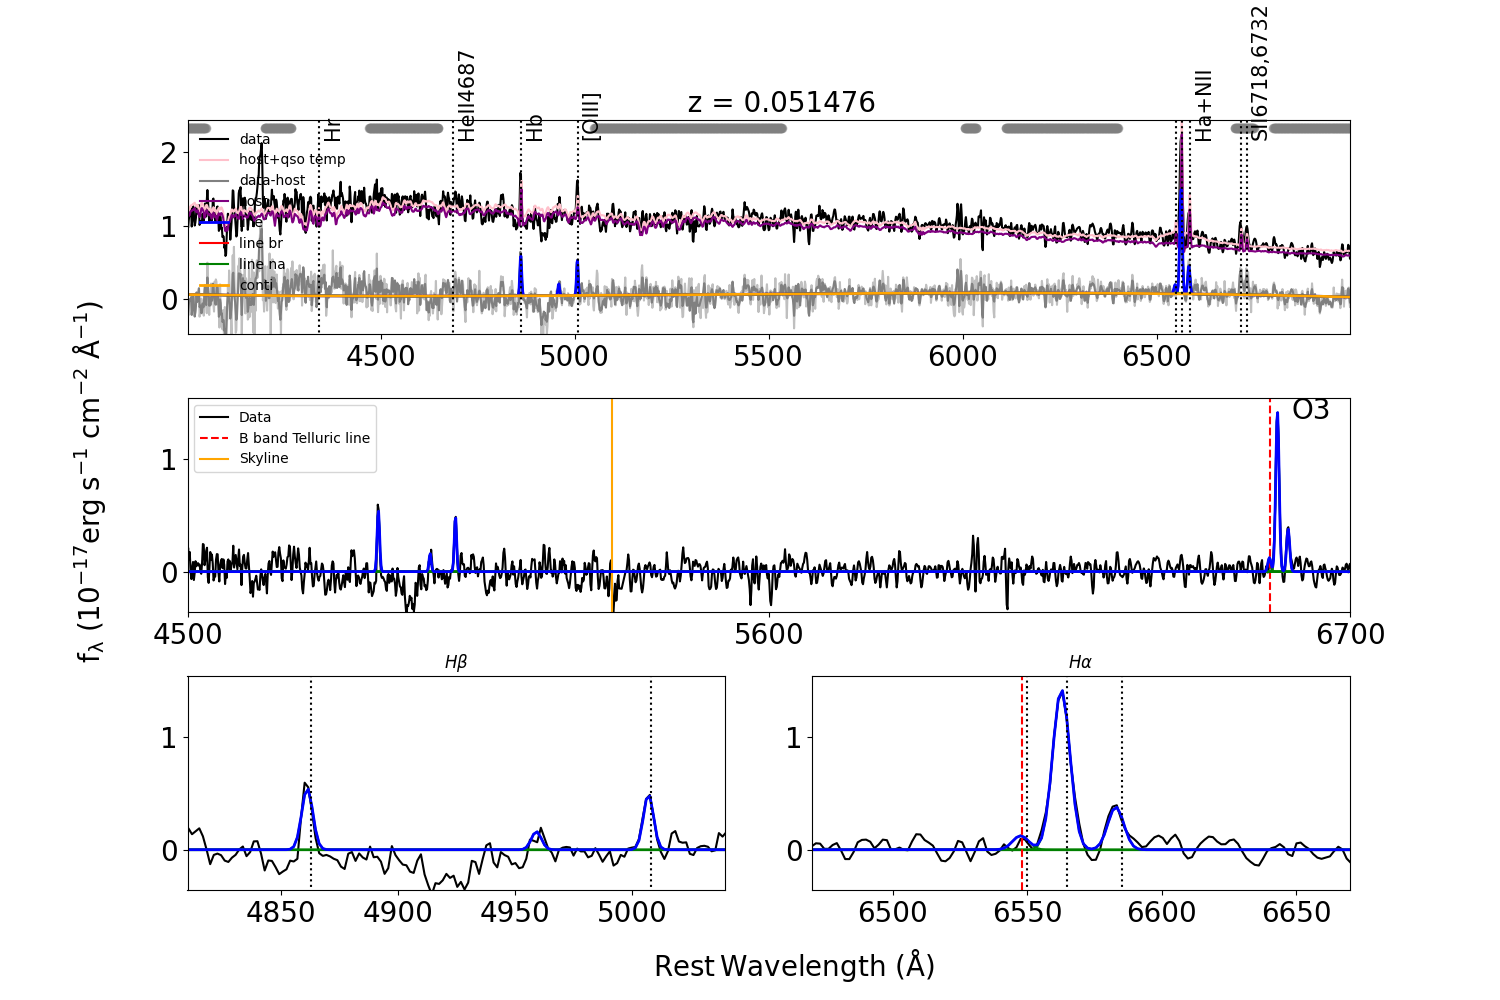 z = 0.051476
Hr
HeII4687
Hb
[OIII]
Ha+NII
SII6718,6732
data
host+qso temp
data-host
line br
line na
conti
2
1
0
4500 5000 5500 6000 6500
f_λ (10⁻¹⁷erg s⁻¹ cm⁻² Å⁻¹)
Data
B band Telluric line
Skyline
O3
1
0
4500 5600 6700
Hβ
1
0
4850 4900 4950 5000
Hα
1
0
6500 6550 6600 6650
Rest Wavelength (Å)